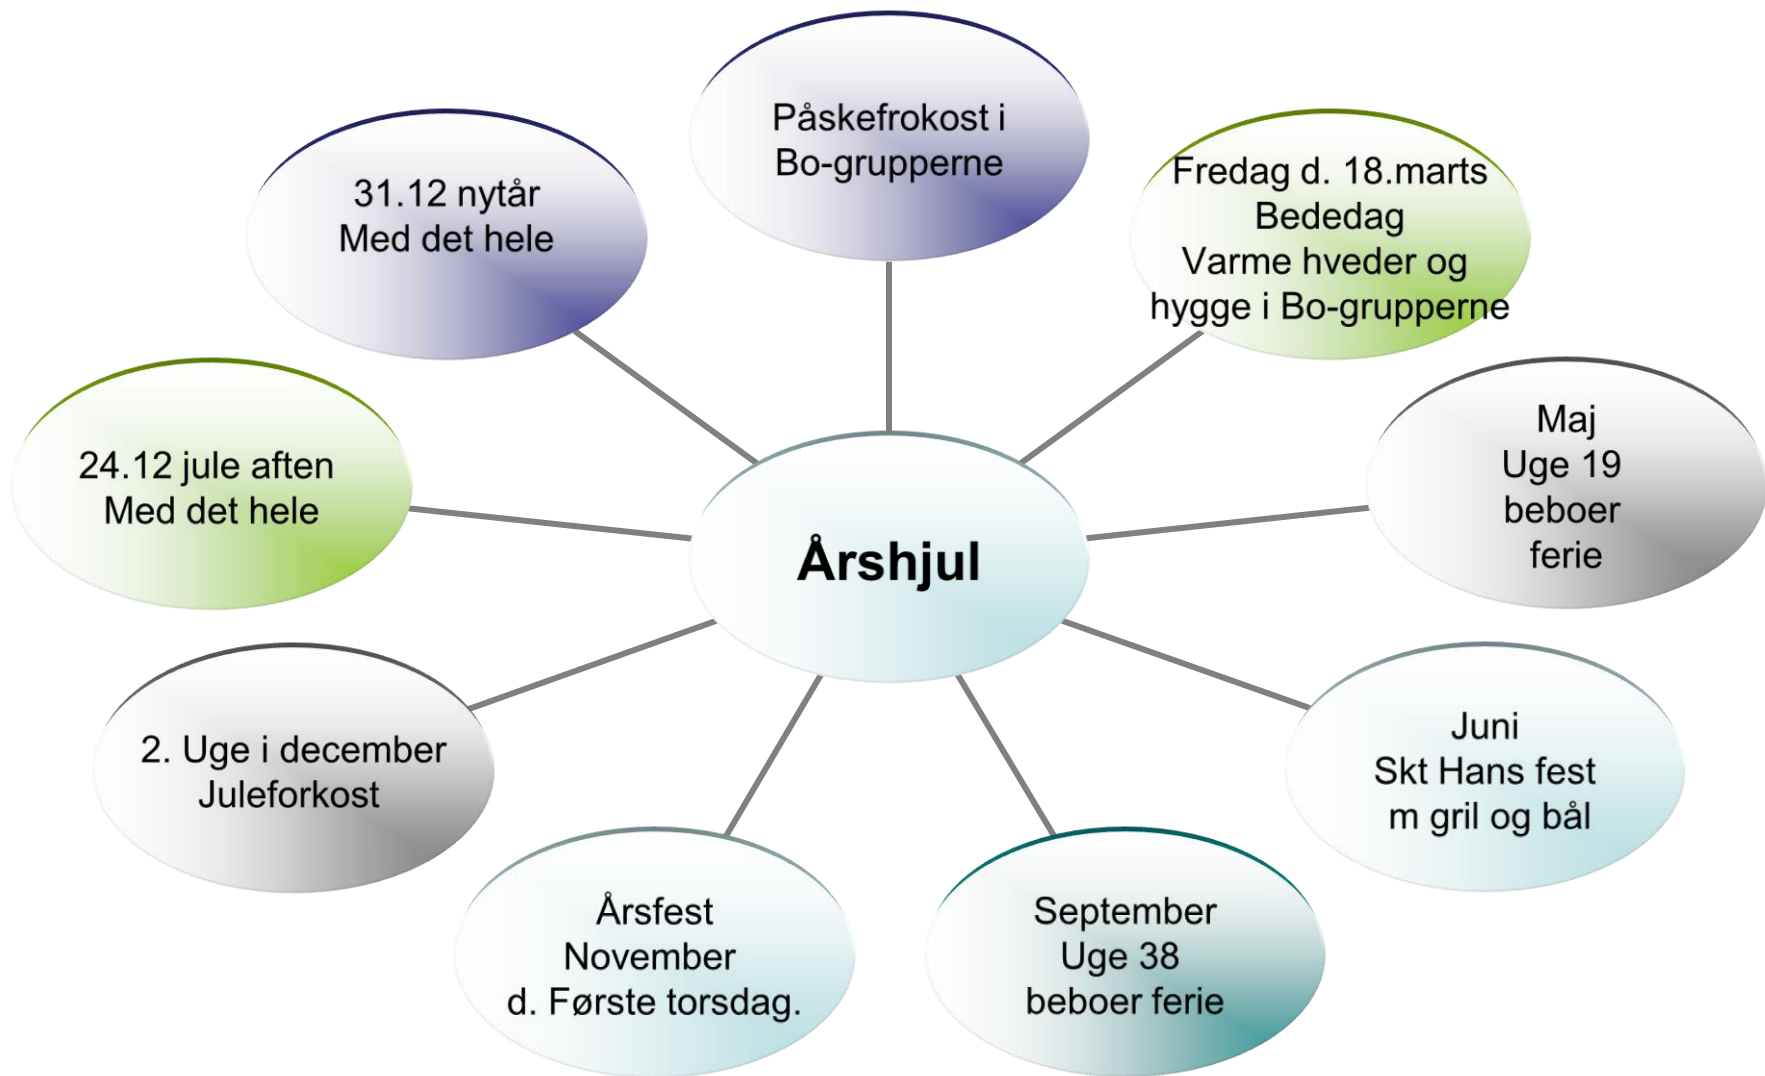 Påskefrokost i
Bo-grupperne
Fredag d. 18.marts
Bededag
Varme hveder og
hygge i Bo-grupperne
Maj
Uge 19
beboer
ferie
Juni
Skt Hans fest
m gril og bål
September
Uge 38
beboer ferie
Årsfest
November
d. Første torsdag.
2. Uge i december
Juleforkost
24.12 jule aften
Med det hele
31.12 nytår
Med det hele
Årshjul